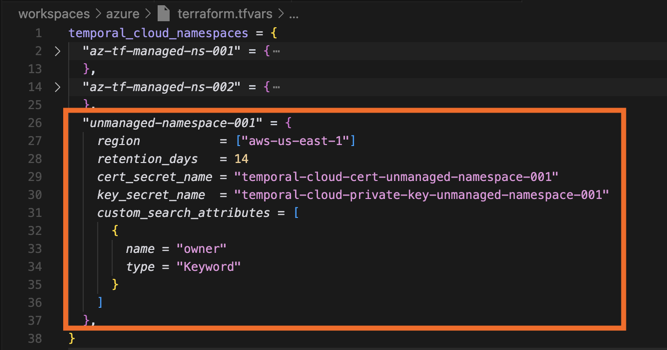 workspaces > azure > terraform.tfvars > ...
1 temporal_cloud_namespaces = {
2 > "az-tf-managed-ns-001" = { ⋯
13 },
14 > "az-tf-managed-ns-002" = { ⋯
25 },
26 "unmanaged-namespace-001" = {
27 region = ["aws-us-east-1"]
28 retention_days = 14
29 cert_secret_name = "temporal-cloud-cert-unmanaged-namespace-001"
30 key_secret_name = "temporal-cloud-private-key-unmanaged-namespace-001"
31 custom_search_attributes = [
32 {
33 name = "owner"
34 type = "Keyword"
35 }
36 ]
37 },
38 }